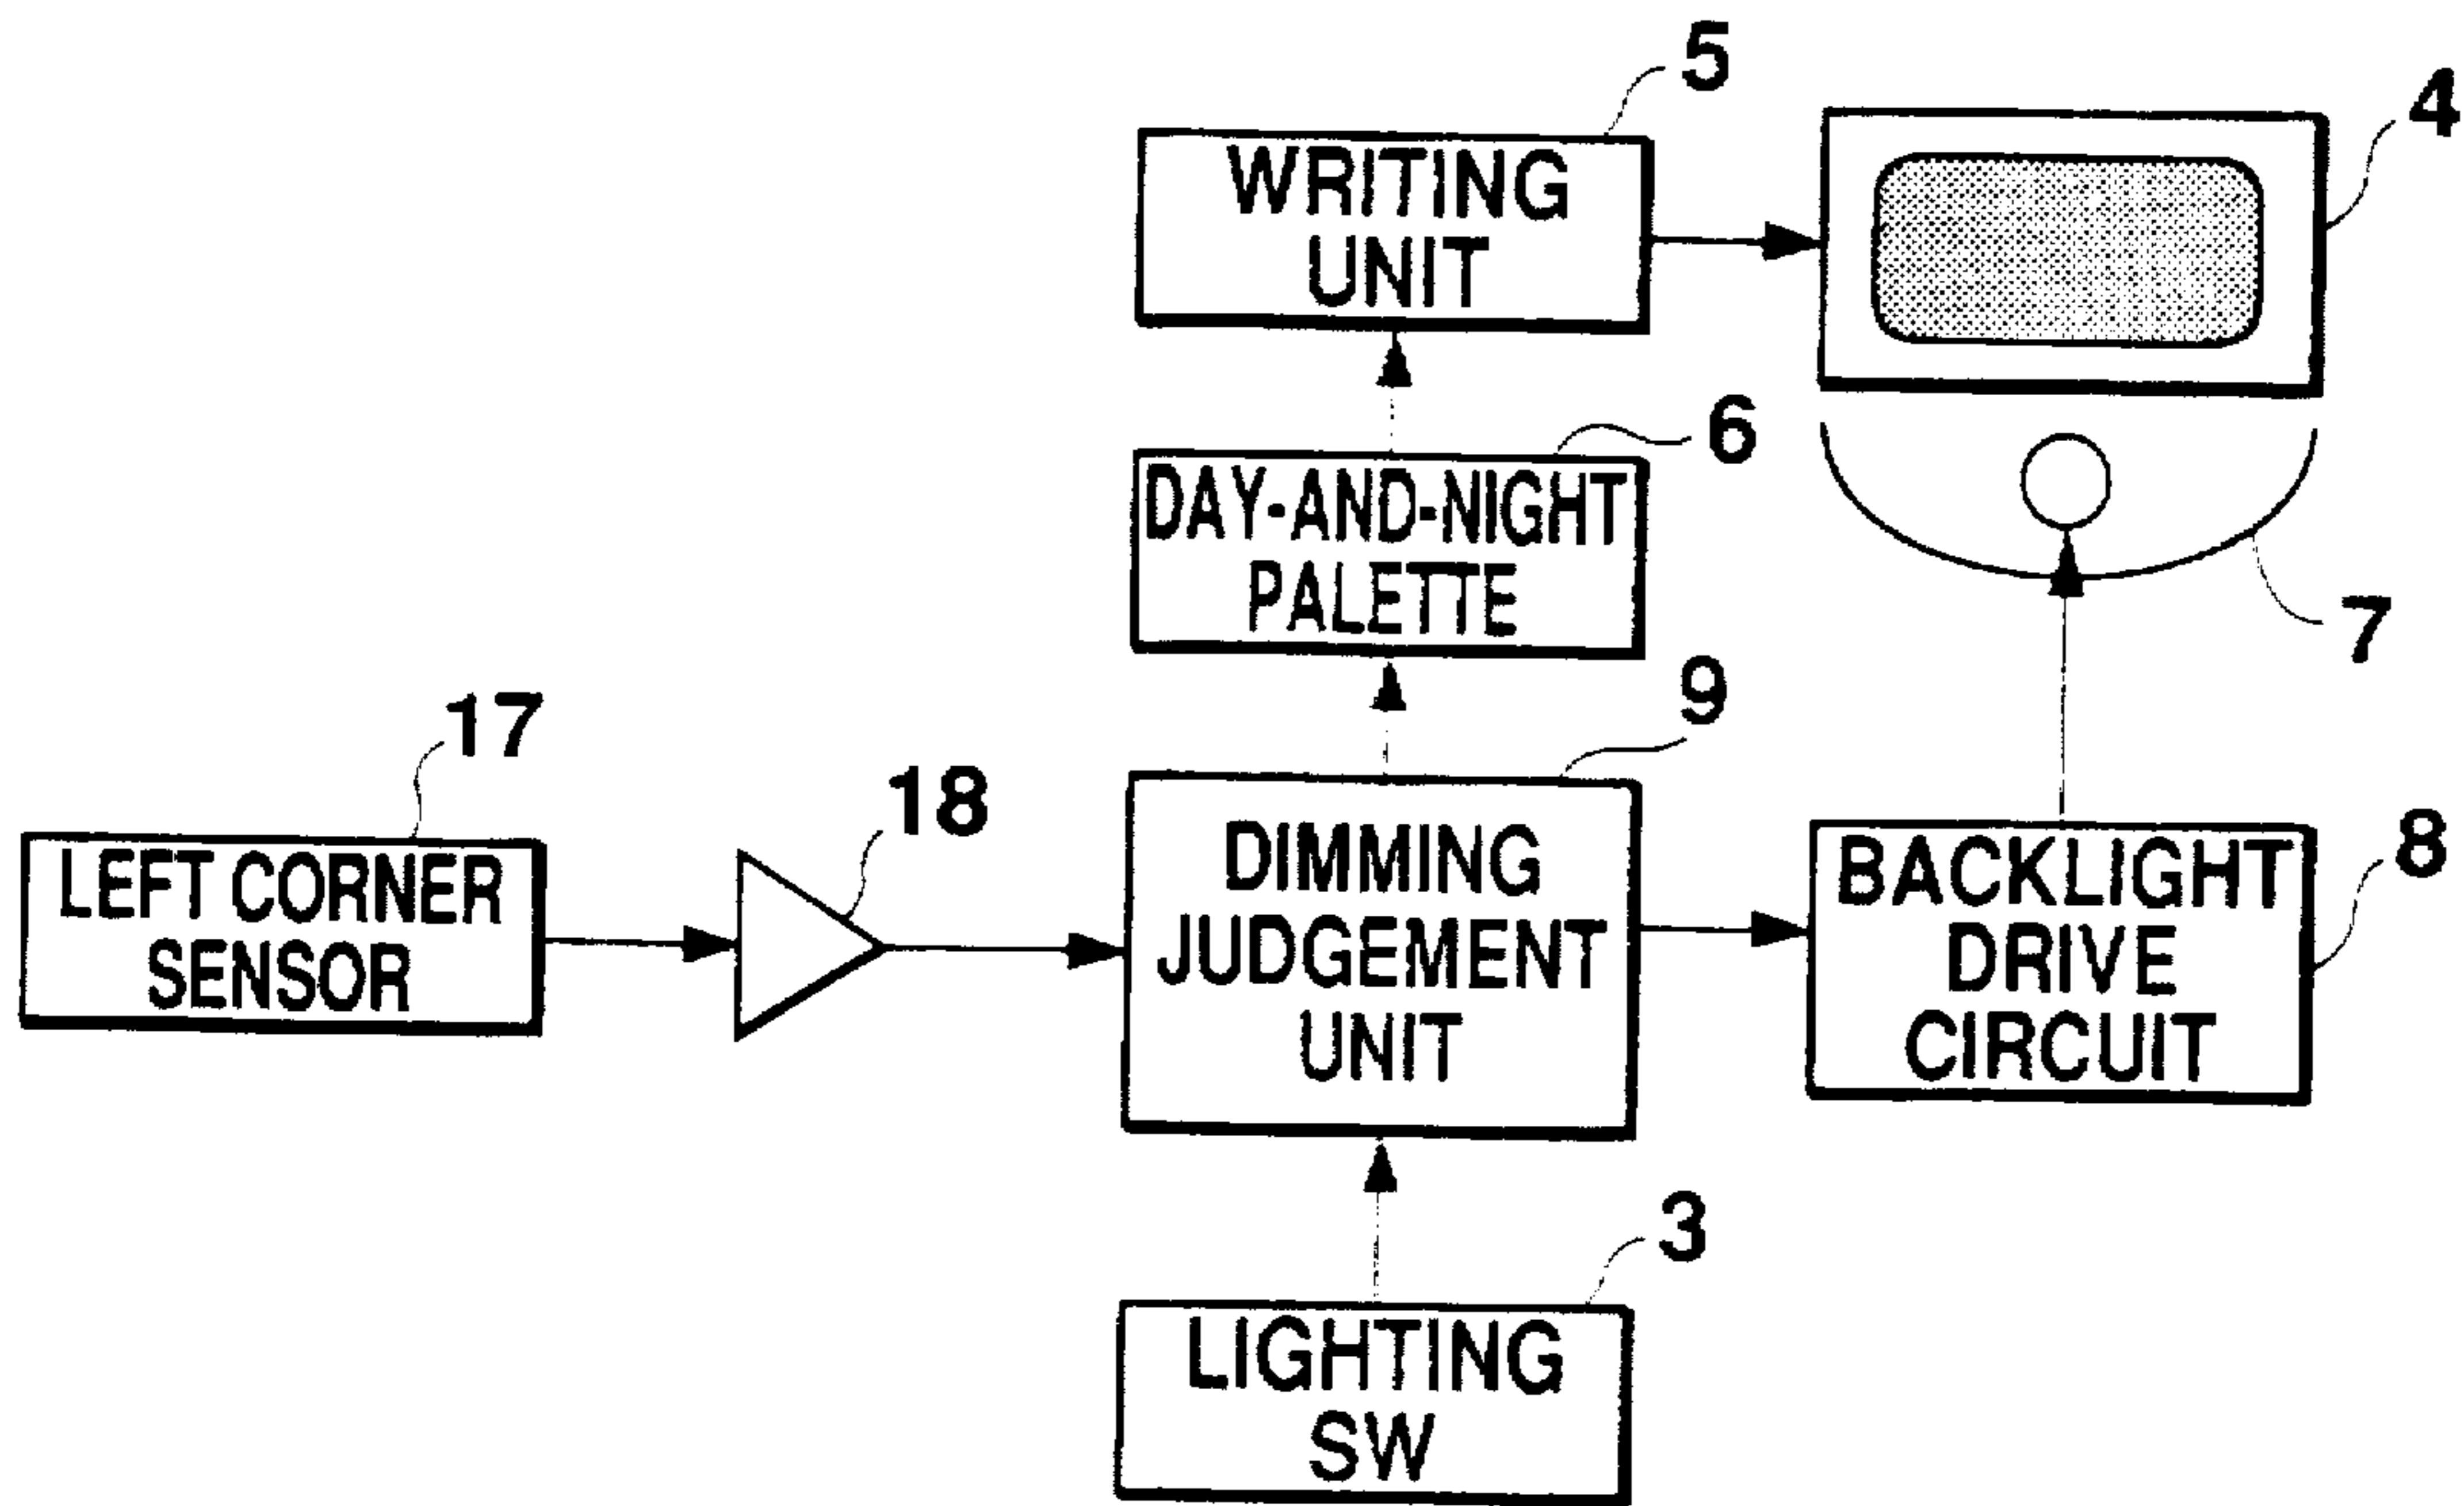 5
4
WRITING
UNIT
6
DAY-AND-NIGHT
PALETTE
7
9
17
18
LEFT CORNER
SENSOR
DIMMING
JUDGEMENT
UNIT
8
BACKLIGHT
DRIVE
CIRCUIT
3
LIGHTING
SW